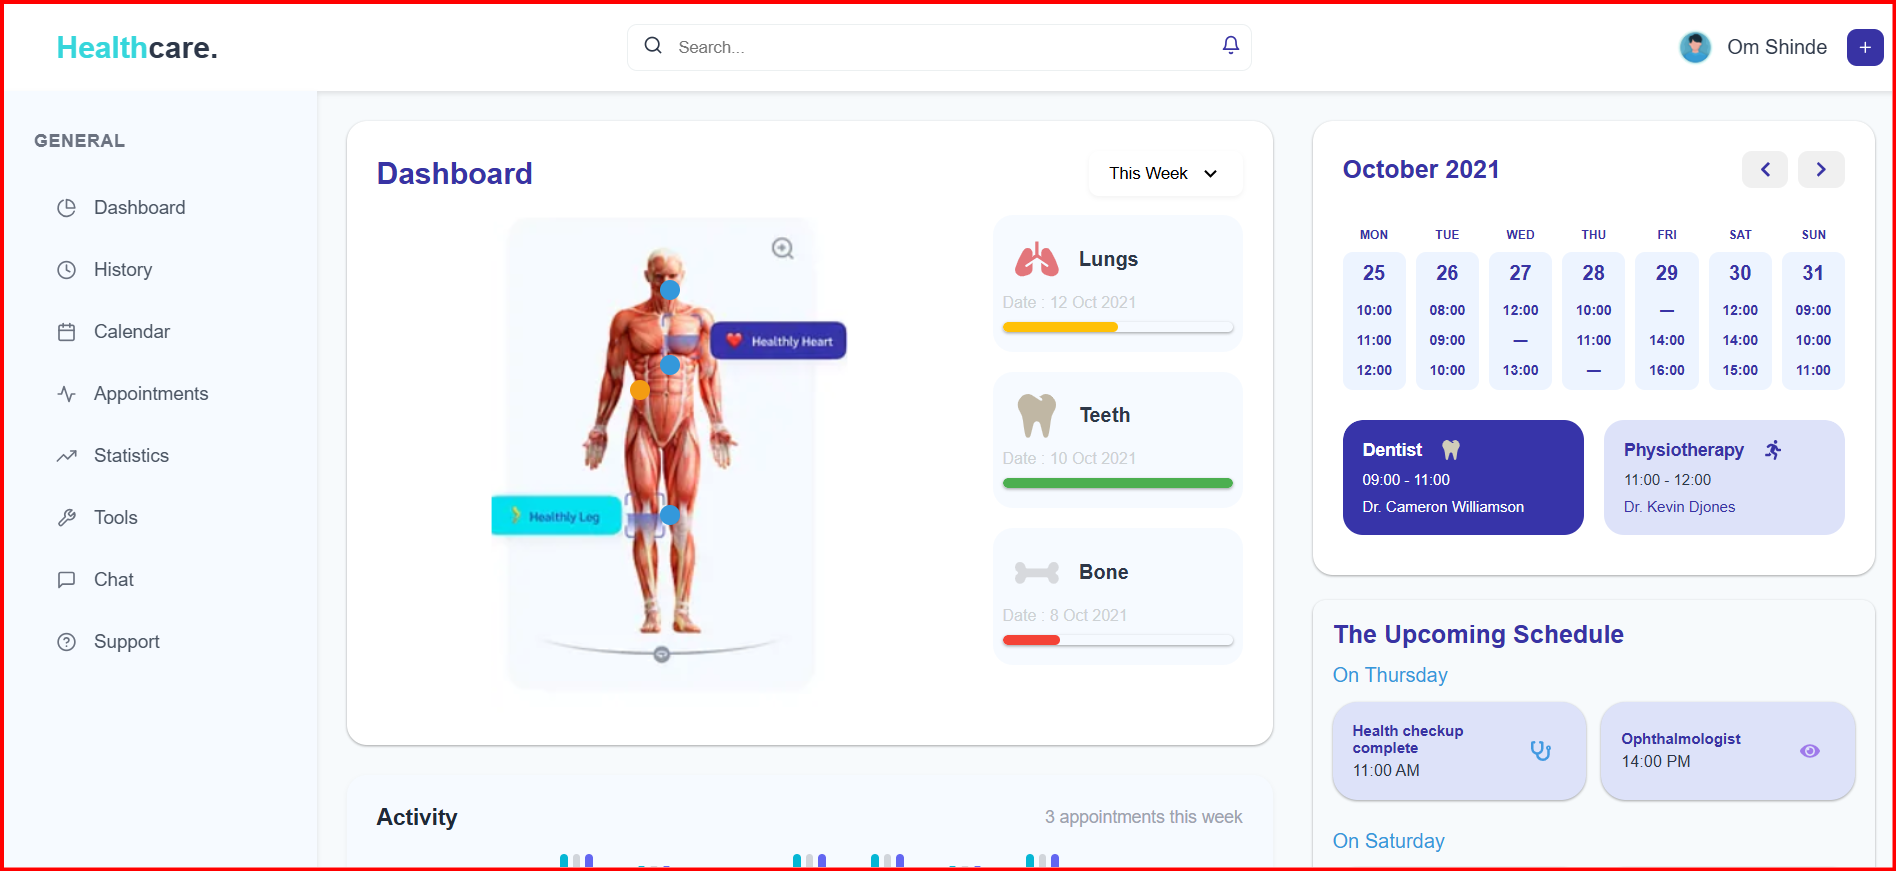 Healthcare.
Search...
Om Shinde
+
GENERAL
Dashboard
History
Calendar
Appointments
Statistics
Tools
Chat
Support
Dashboard
This Week
Healthly Heart
Healthly Leg
Lungs
Date : 12 Oct 2021
Teeth
Date : 10 Oct 2021
Bone
Date : 8 Oct 2021
Activity
3 appointments this week
October 2021
MON TUE WED THU FRI SAT SUN
25 26 27 28 29 30 31
10:00 08:00 12:00 10:00 — 12:00 09:00
11:00 09:00 — 11:00 14:00 14:00 10:00
12:00 10:00 13:00 — 16:00 15:00 11:00
Dentist
09:00 - 11:00
Dr. Cameron Williamson
Physiotherapy
11:00 - 12:00
Dr. Kevin Djones
The Upcoming Schedule
On Thursday
Health checkup
complete
11:00 AM
Ophthalmologist
14:00 PM
On Saturday